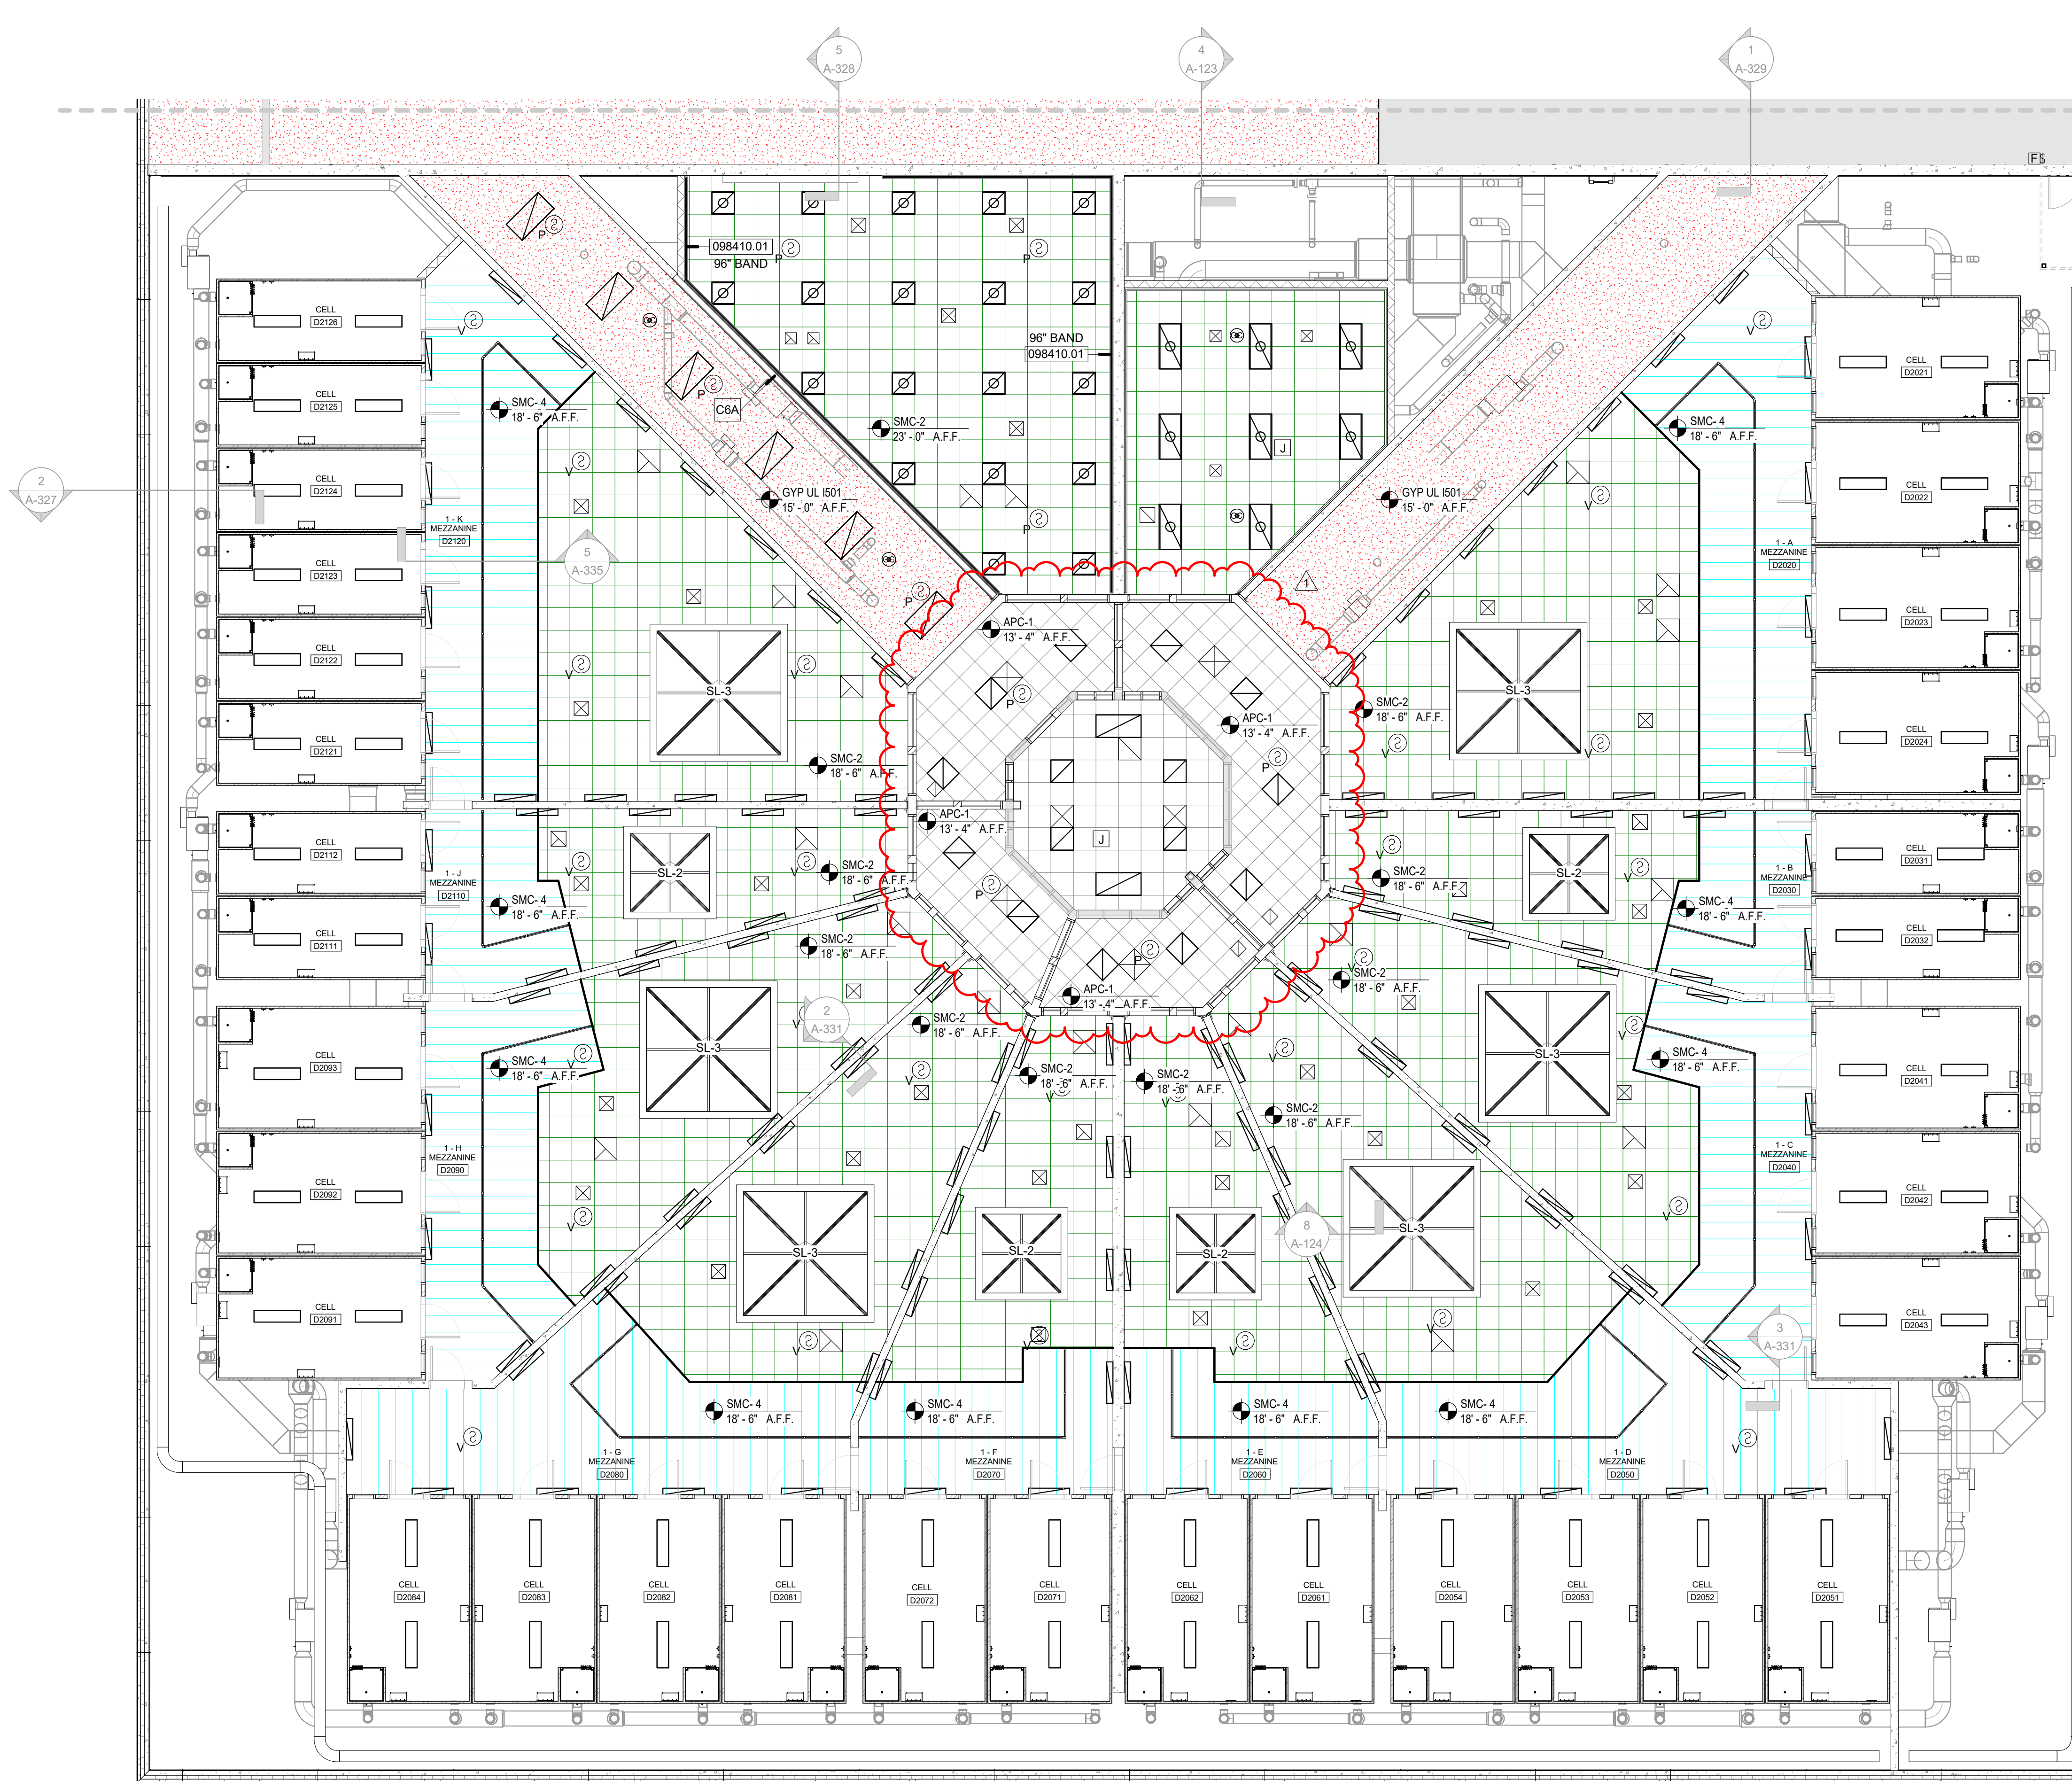 5
A-328
4
A-123
1
A-329
F
098410.01
96" BAND
P
P
P
96" BAND
098410.01
CELL
D2126
CELL
D2125
CELL
D2124
CELL
D2123
CELL
D2122
CELL
D2121
CELL
D2112
CELL
D2111
CELL
D2093
CELL
D2092
CELL
D2091
2
A-327
SMC- 4
18' - 6" A.F.F.
1 - K
MEZZANINE
D2120
5
A-335
C6A
P
SMC-2
23' - 0" A.F.F.
GYP UL I501
15' - 0" A.F.F.
P
J
GYP UL I501
15' - 0" A.F.F.
SMC- 4
18' - 6" A.F.F.
1 - A
MEZZANINE
D2020
CELL
D2021
CELL
D2022
CELL
D2023
CELL
D2024
CELL
D2031
CELL
D2032
CELL
D2041
CELL
D2042
CELL
D2043
1
P
APC-1
13' - 4" A.F.F.
P
APC-1
13' - 4" A.F.F.
P
APC-1
13' - 4" A.F.F.
J
P
P
APC-1
13' - 4" A.F.F.
SL-3
SMC-2
18' - 6" A.F.F.
SL-3
SMC-2
18' - 6" A.F.F.
1 - J
MEZZANINE
D2110
SMC- 4
18' - 6" A.F.F.
SL-2
SMC-2
18' - 6" A.F.F.
SMC-2
18' - 6" A.F.F.
SL-2
1 - B
MEZZANINE
D2030
SMC- 4
18' - 6" A.F.F.
SMC-2
18' - 6" A.F.F.
SMC-2
18' - 6" A.F.F.
2
A-331
SMC-2
18' - 6" A.F.F.
SMC- 4
18' - 6" A.F.F.
SL-3
SMC-2
18' - 6" A.F.F.
SMC-2
18' - 6" A.F.F.
SMC-2
18' - 6" A.F.F.
SL-3
SMC- 4
18' - 6" A.F.F.
1 - H
MEZZANINE
D2090
1 - C
MEZZANINE
D2040
SL-3
SL-2
SL-2
8
A-124
SL-3
3
A-331
SMC- 4
18' - 6" A.F.F.
SMC- 4
18' - 6" A.F.F.
SMC- 4
18' - 6" A.F.F.
SMC- 4
18' - 6" A.F.F.
1 - G
MEZZANINE
D2080
1 - F
MEZZANINE
D2070
1 - E
MEZZANINE
D2060
1 - D
MEZZANINE
D2050
CELL
D2084
CELL
D2083
CELL
D2082
CELL
D2081
CELL
D2072
CELL
D2071
CELL
D2062
CELL
D2061
CELL
D2054
CELL
D2053
CELL
D2052
CELL
D2051